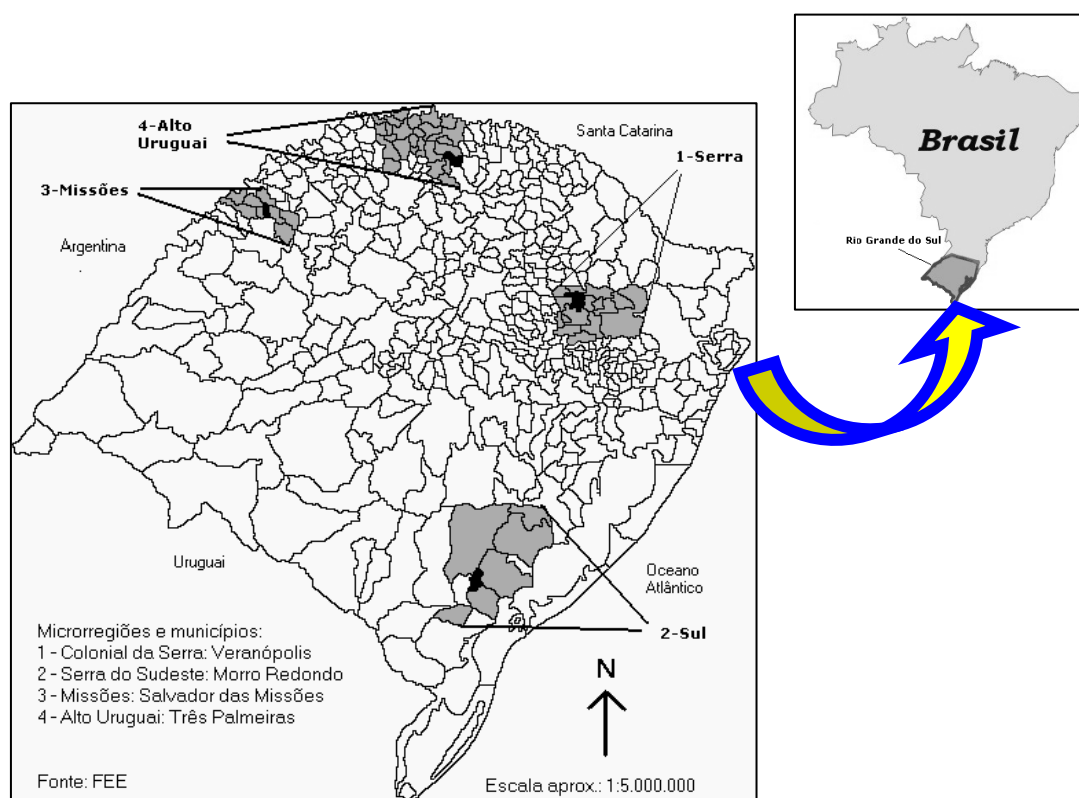 Brasil
Rio Grande do Sul
4-Alto
Uruguai
Santa Catarina
1-Serra
3-Missões
Argentina
Uruguai
Oceano
Atlântico
2-Sul
Microrregiões e municípios:
1 - Colonial da Serra: Veranópolis
2 - Serra do Sudeste: Morro Redondo
3 - Missões: Salvador das Missões
4 - Alto Uruguai: Três Palmeiras
N
Fonte: FEE
Escala aprox.: 1:5.000.000